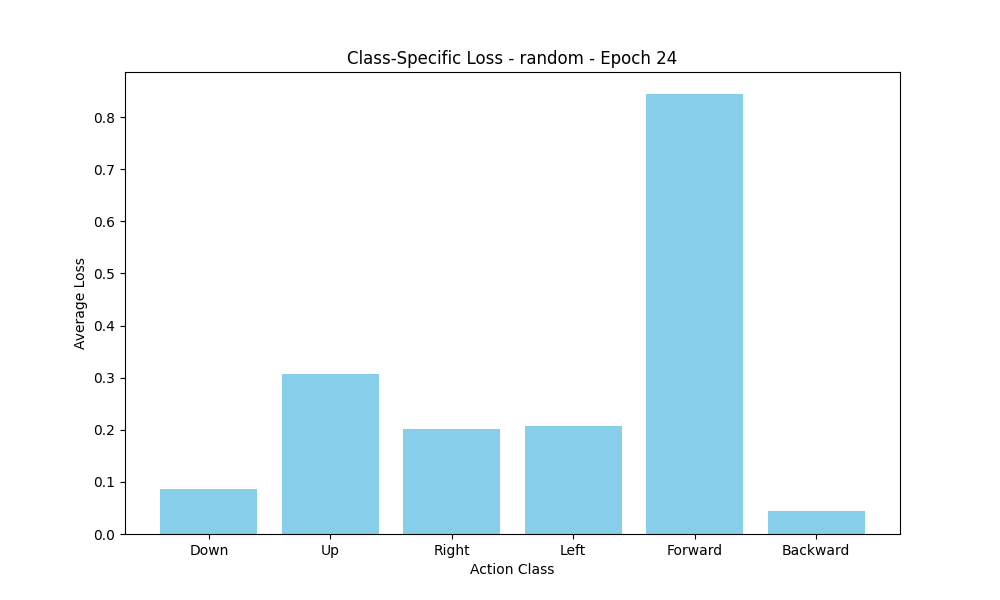 Class-Specific Loss - random - Epoch 24
Average Loss
0.8
0.7
0.6
0.5
0.4
0.3
0.2
0.1
0.0
Down Up Right Left Forward Backward
Action Class